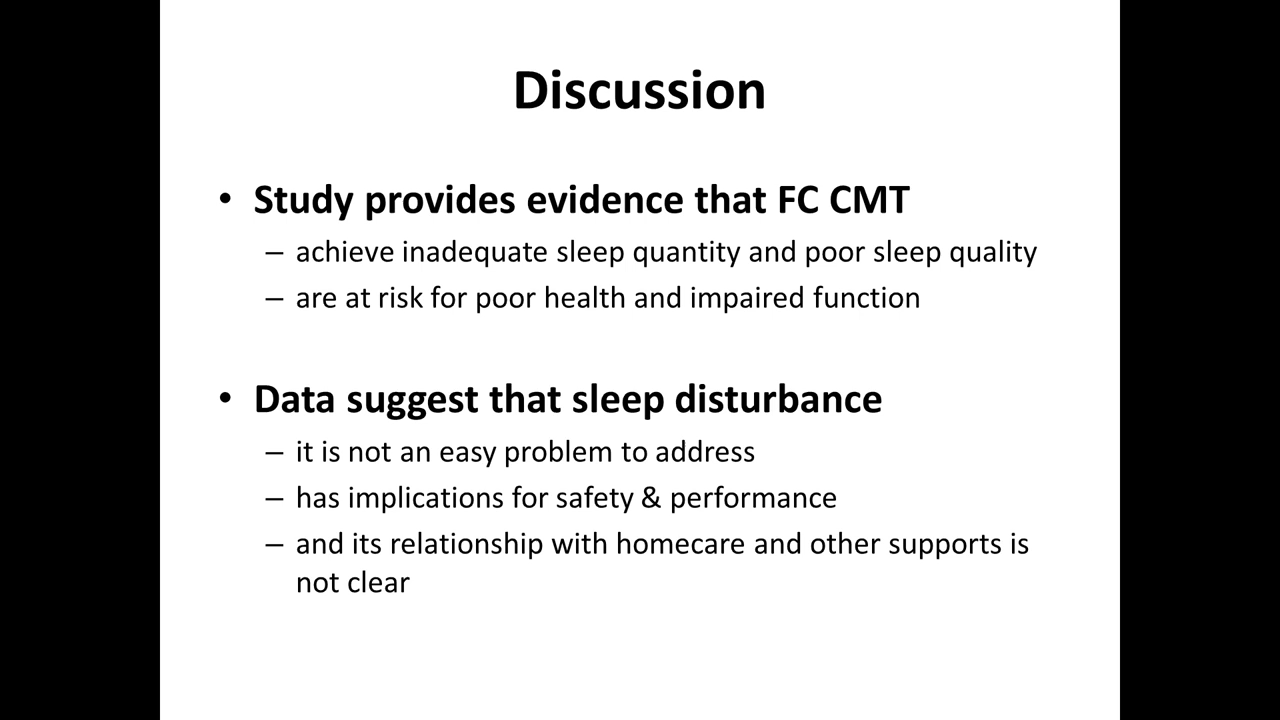 Discussion
• Study provides evidence that FC CMT
– achieve inadequate sleep quantity and poor sleep quality
– are at risk for poor health and impaired function
• Data suggest that sleep disturbance
– it is not an easy problem to address
– has implications for safety & performance
– and its relationship with homecare and other supports is
not clear